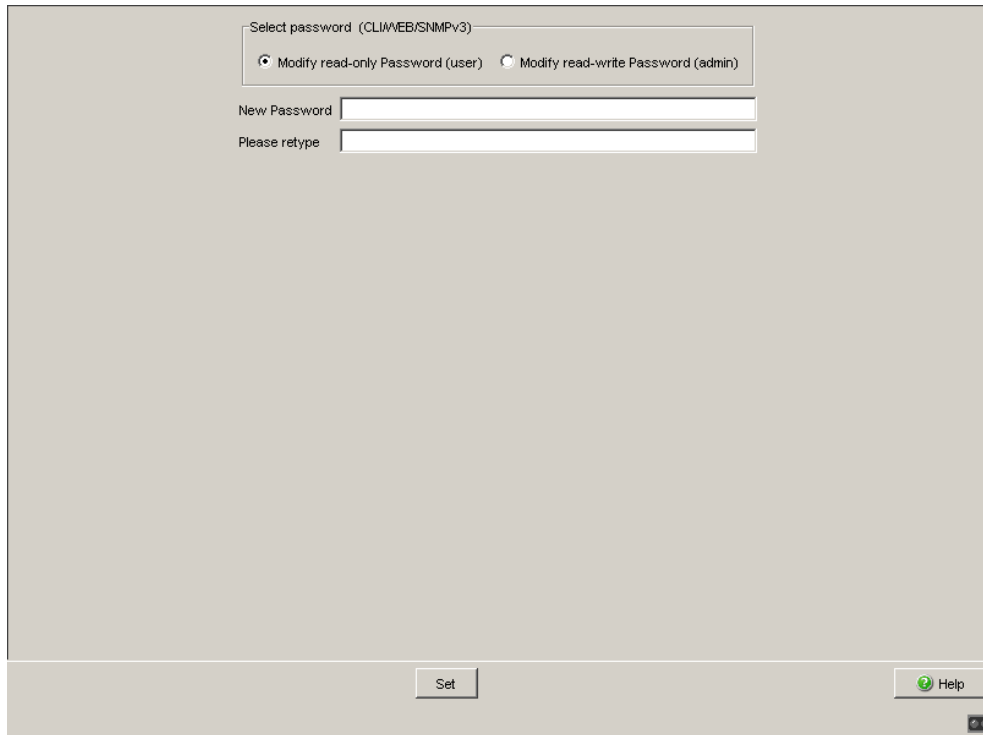 Select password (CLI/WEB/SNMPv3)
Modify read-only Password (user) Modify read-write Password (admin)
New Password
Please retype
Set
Help